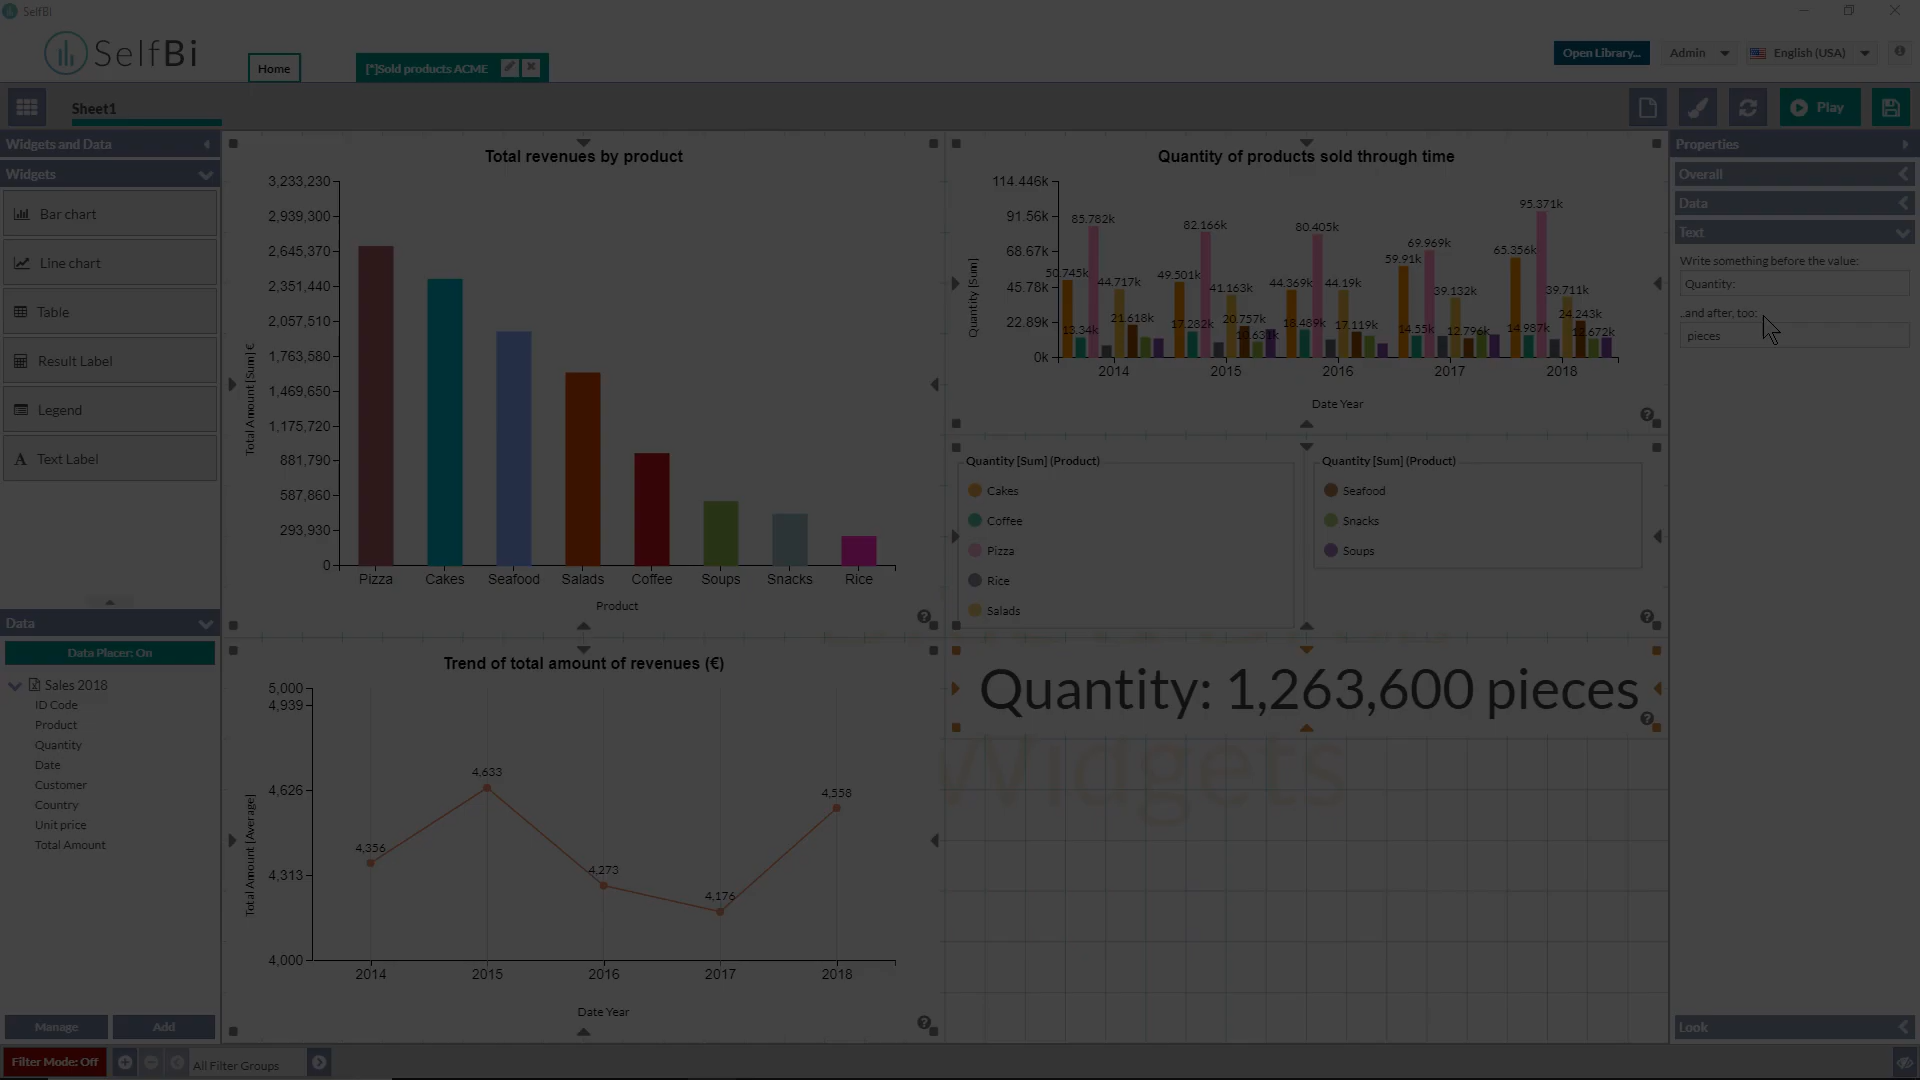 SelfBi
SelfBi
Home
[*]Sold products ACME
Open Library...
Admin
English (USA)
Sheet1
Play
Widgets and Data
Widgets
Bar chart
Line chart
Table
Result Label
Legend
Text Label
Data
Data Placer: On
Sales 2018
ID Code
Product
Quantity
Date
Customer
Country
Unit price
Total Amount
Manage
Add
Filter Mode: Off
All Filter Groups
Total revenues by product
3,233,230
2,939,300
2,645,370
2,351,440
2,057,510
1,763,580
1,469,650
1,175,720
881,790
587,860
293,930
0
Total Amount [Sum] €
Pizza Cakes Seafood Salads Coffee Soups Snacks Rice
Product
Quantity of products sold through time
114.446k
91.56k
68.67k
45.78k
22.89k
0k
Quantity [Sum]
50.745k 13.34k 85.782k 44.717k 21.618k
49.501k 17.282k 82.166k 41.163k 20.757k 10.631k
44.369k 18.489k 80.405k 44.19k 17.119k
59.91k 14.55k 69.969k 39.132k 12.796k
65.356k 14.987k 95.371k 39.711k 24.243k
2014 2015 2016 2017 2018
Date Year
Quantity [Sum] (Product)
Cakes
Coffee
Pizza
Rice
Salads
Quantity [Sum] (Product)
Seafood
Snacks
Soups
Trend of total amount of revenues (€)
5,000
4,939
4,626
4,313
4,000
Total Amount [Average]
4,356
4,633
4,273
4,176
4,558
2014 2015 2016 2017 2018
Date Year
Quantity: 1,263,600 pieces
Widgets
Properties
Overall
Data
Text
Write something before the value:
Quantity:
..and after, too:
pieces
Look